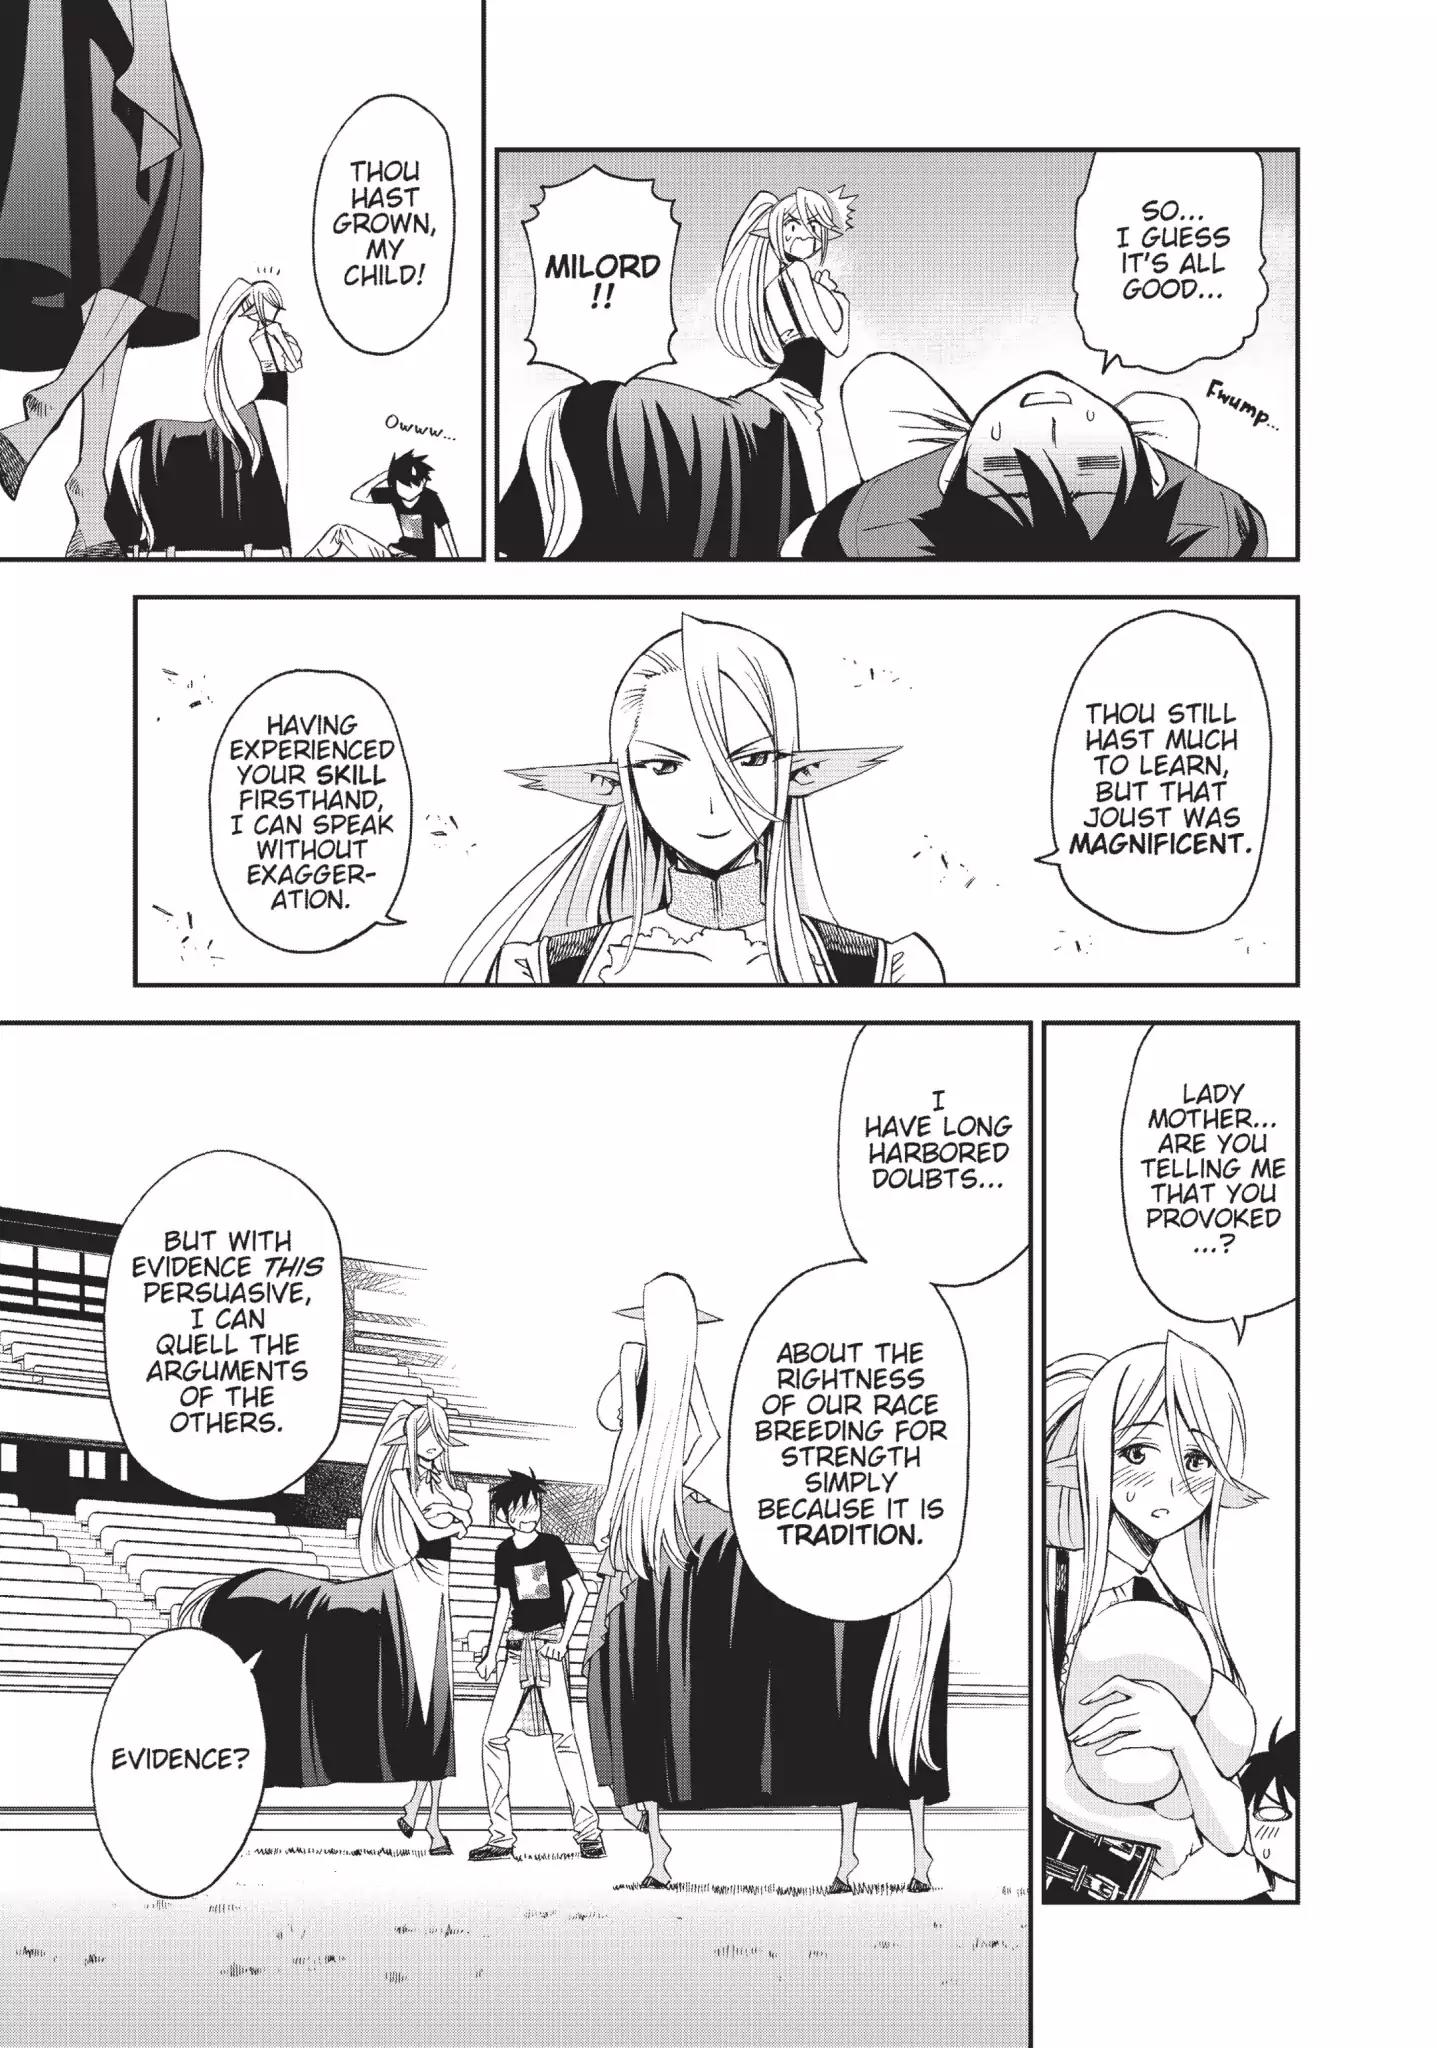 SO...
I GUESS
IT'S ALL
GOOD...
Fwump...
MILORD
!!
THOU
HAST
GROWN,
MY
CHILD!
Owww...
THOU STILL
HAST MUCH
TO LEARN,
BUT THAT
JOUST WAS
MAGNIFICENT.
HAVING
EXPERIENCED
YOUR SKILL
FIRSTHAND,
I CAN SPEAK
WITHOUT
EXAGGER-
ATION.
LADY
MOTHER...
ARE YOU
TELLING ME
THAT YOU
PROVOKED
...?
I
HAVE LONG
HARBORED
DOUBTS...
ABOUT THE
RIGHTNESS
OF OUR RACE
BREEDING FOR
STRENGTH
SIMPLY
BECAUSE IT IS
TRADITION.
BUT WITH
EVIDENCE THIS
PERSUASIVE,
I CAN
QUELL THE
ARGUMENTS
OF THE
OTHERS.
EVIDENCE?